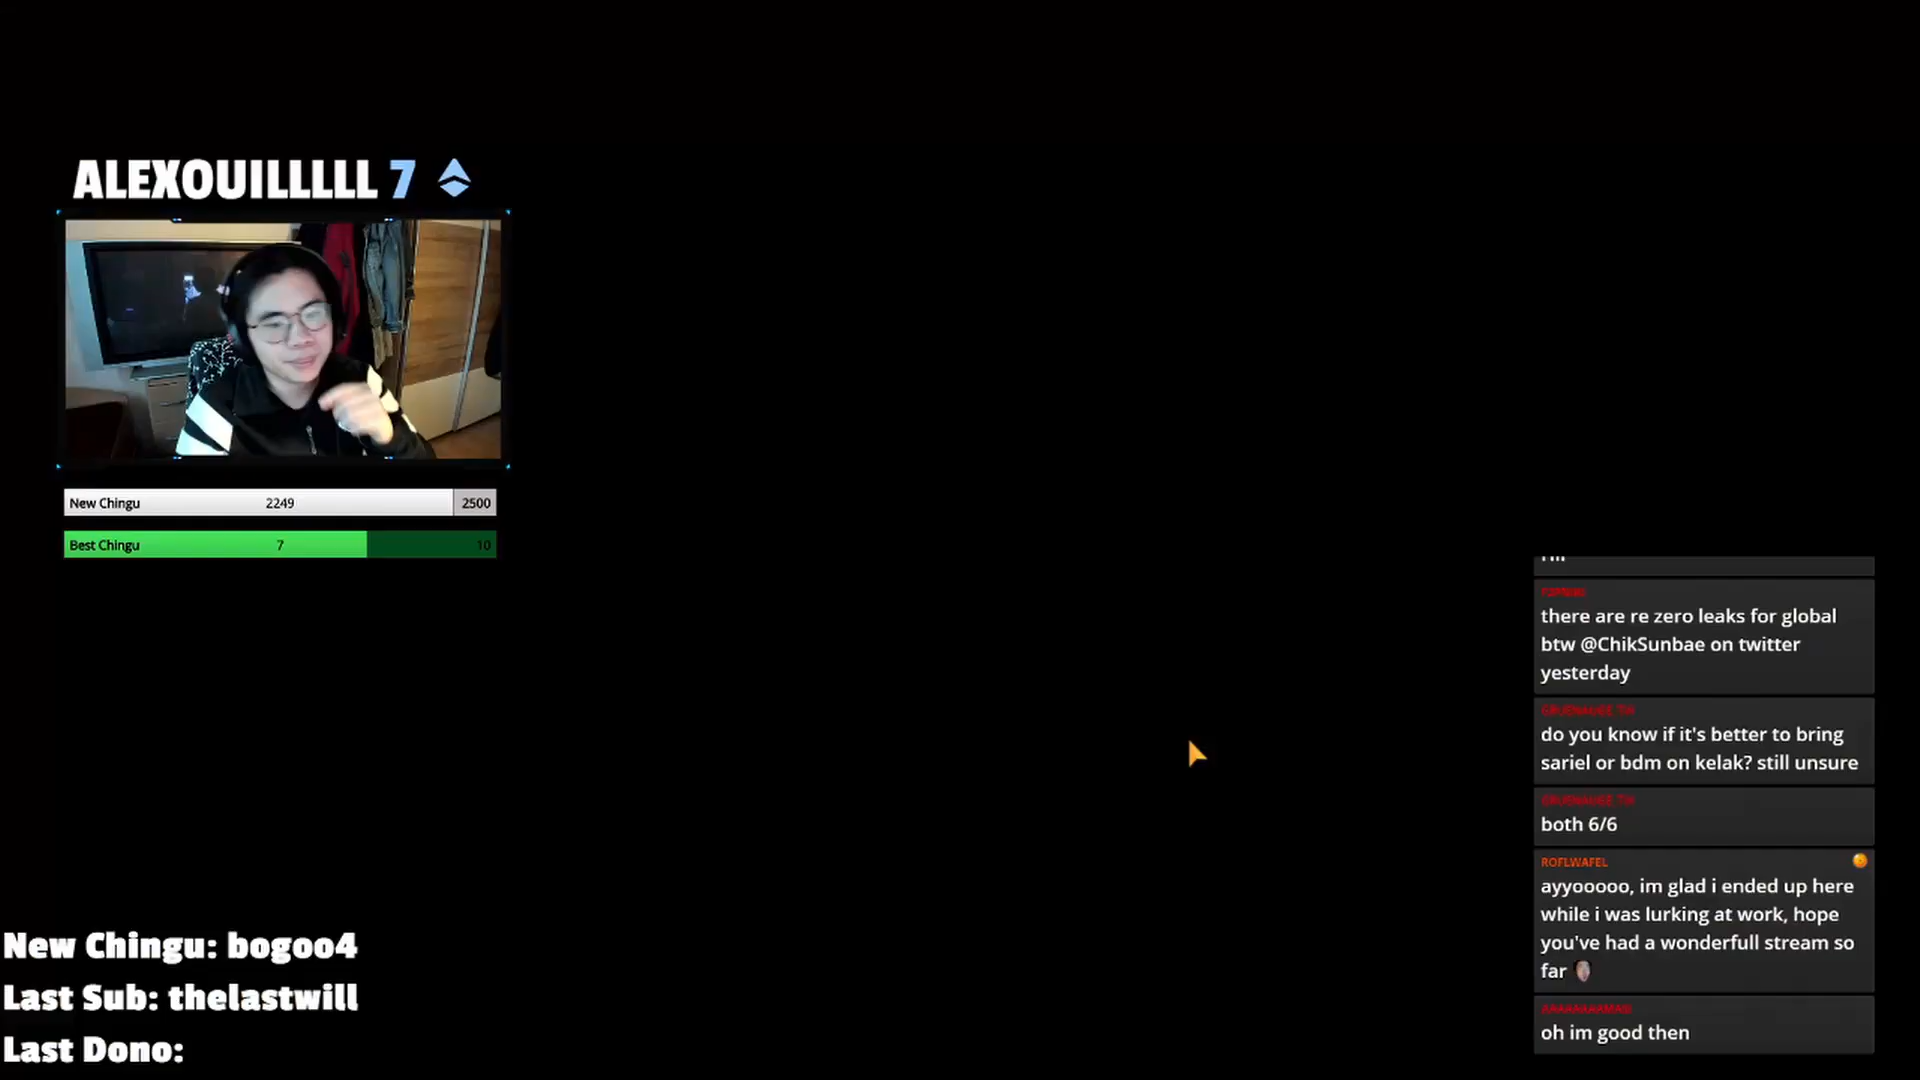 ALEXOUILLLLL 7
New Chingu 2249 2500
Best Chingu 7 10
there are re zero leaks for global
btw @ChikSunbae on twitter
yesterday
do you know if it's better to bring
sariel or bdm on kelak? still unsure
both 6/6
ROFLWAFEL
ayyooooo, im glad i ended up here
while i was lurking at work, hope
you've had a wonderfull stream so
far
oh im good then
New Chingu: bogoo4
Last Sub: thelastwill
Last Dono: